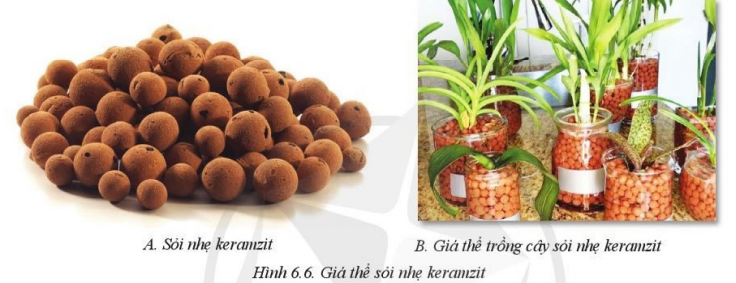 A. Sỏi nhẹ keramzit
B. Giá thể trồng cây sỏi nhẹ keramzit
Hình 6.6. Giá thể sỏi nhẹ keramzit